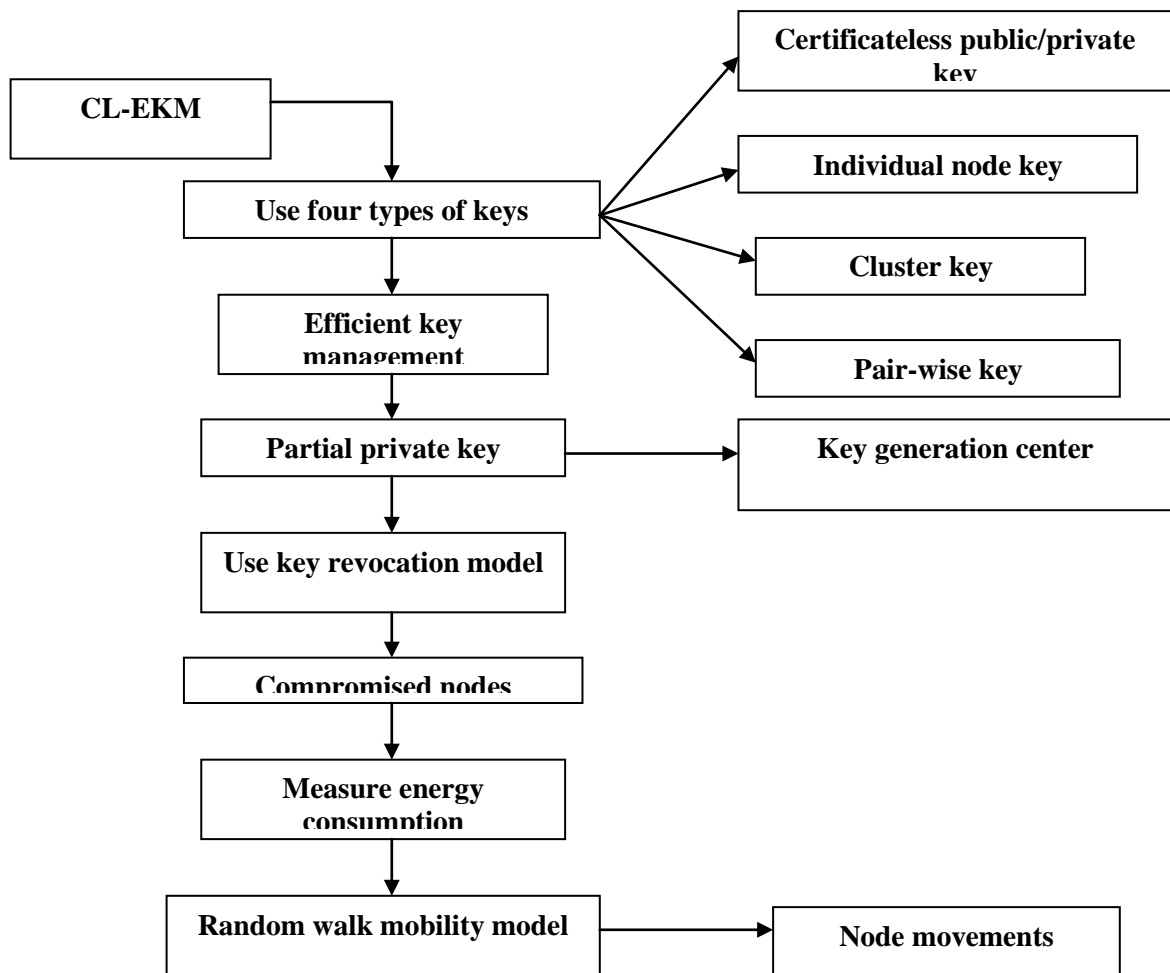 Certificateless public/private
key
CL-EKM
Individual node key
Use four types of keys
Cluster key
Efficient key
management
Pair-wise key
Partial private key
Key generation center
Use key revocation model
Compromised nodes
Measure energy
consumption
Random walk mobility model
Node movements